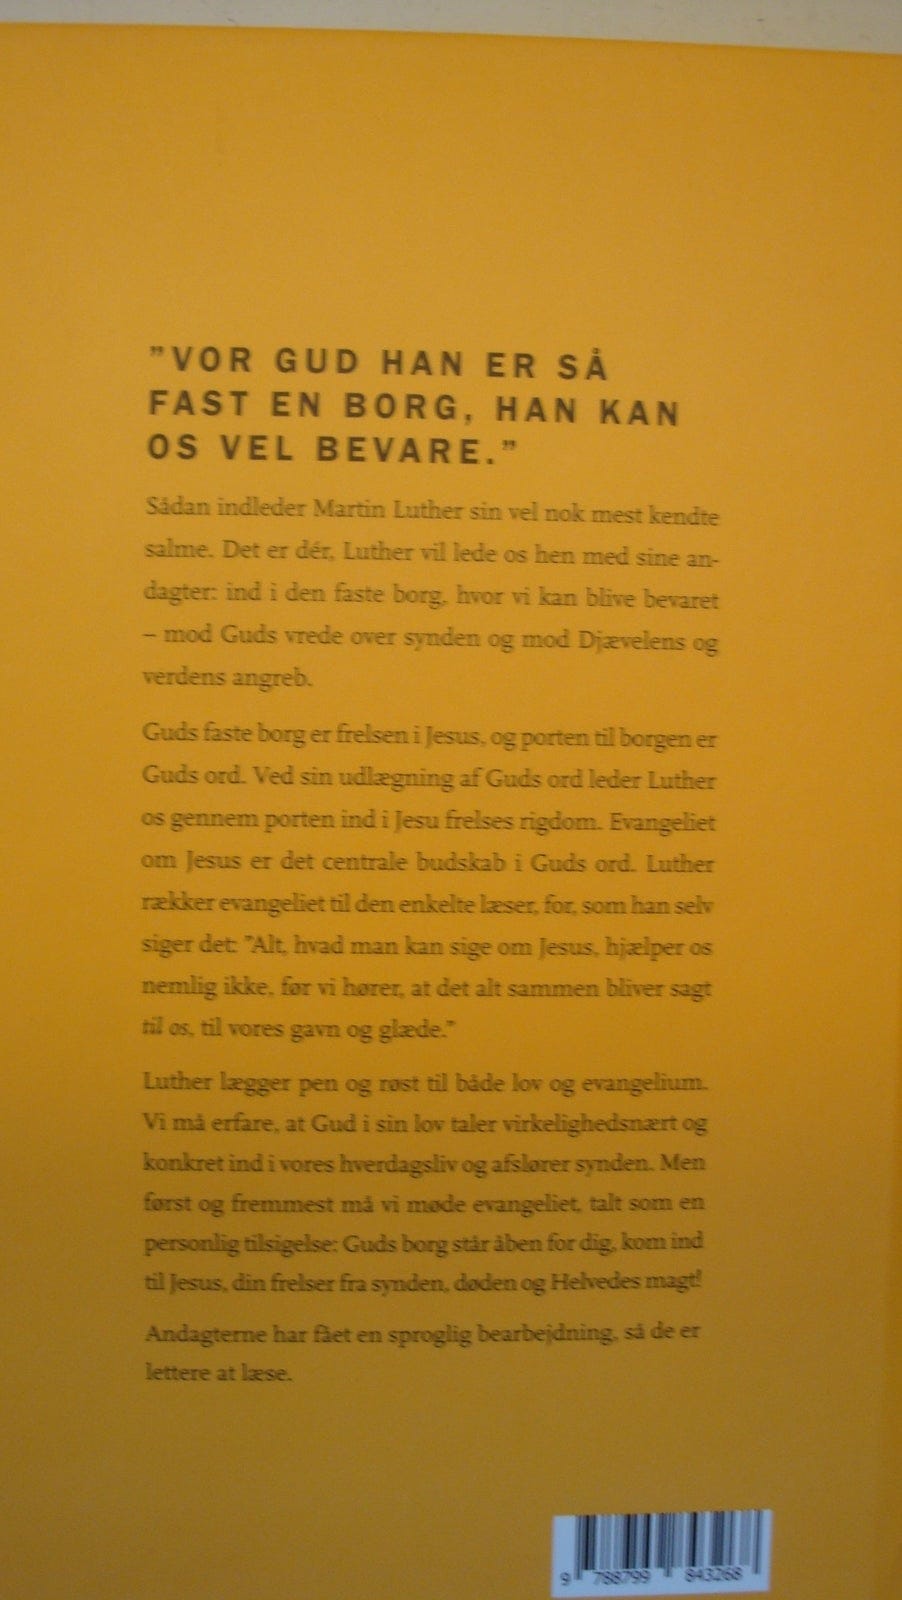 ”VOR GUD HAN ER SÅ
FAST EN BORG, HAN KAN
OS VEL BEVARE.”
Sådan indleder Martin Luther sin vel nok mest kendte
salme. Det er dér, Luther vil lede os hen med sine an-
dagter: ind i den faste borg, hvor vi kan blive bevaret
– mod Guds vrede over synden og mod Djævelens og
verdens angreb.
Guds faste borg er frelsen i Jesus, og porten til borgen er
Guds ord. Ved sin udlægning af Guds ord leder Luther
os gennem porten ind i Jesu frelses rigdom. Evangeliet
om Jesus er det centrale budskab i Guds ord. Luther
rækker evangeliet til den enkelte læser, for, som han selv
siger det: ”Alt, hvad man kan sige om Jesus, hjælper os
nemlig ikke, før vi hører, at det alt sammen bliver sagt
til os, til vores gavn og glæde.”
Luther lægger pen og røst til både lov og evangelium.
Vi må erfare, at Gud i sin lov taler virkelighedsnært og
konkret ind i vores hverdagsliv og afslører synden. Men
først og fremmest må vi møde evangeliet, talt som en
personlig tilsigelse: Guds borg står åben for dig, kom ind
til Jesus, din frelser fra synden, døden og Helvedes magt!
Andagterne har fået en sproglig bearbejdning, så de er
lettere at læse.
9 788799 843268